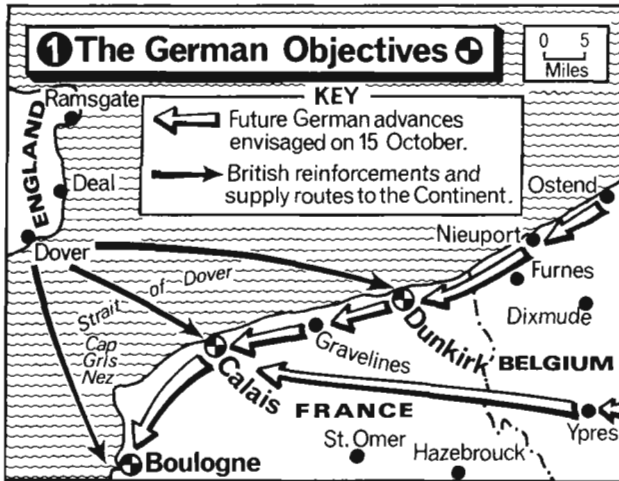 1 The German Objectives
0 5
Miles
KEY
Future German advances
envisaged on 15 October.
British reinforcements and
supply routes to the Continent.
ENGLAND
Ramsgate
Deal
Dover
Strait of Dover
Cap
Gris
Nez
Ostend
Nieuport
Furnes
Dixmude
Dunkirk
Gravelines
Calais
BELGIUM
FRANCE
Ypres
St. Omer
Hazebrouck
Boulogne